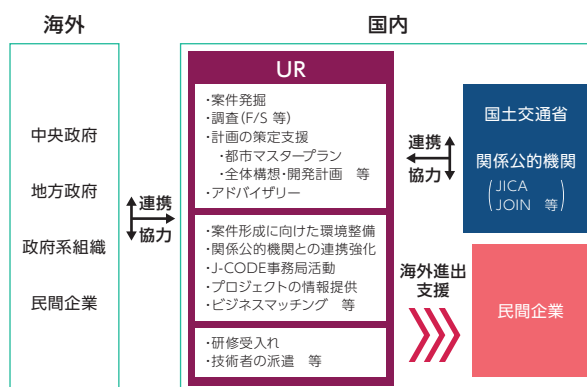 海外
国内
中央政府
地方政府
政府系組織
民間企業
連携
協力
UR
・案件発掘
・調査(F/S 等)
・計画の策定支援
・都市マスタープラン
・全体構想・開発計画 等
・アドバイザリー
・案件形成に向けた環境整備
・関係公的機関との連携強化
・J-CODE事務局活動
・プロジェクトの情報提供
・ビジネスマッチング 等
・研修受入れ
・技術者の派遣 等
連携
協力
国土交通省
関係公的機関
(JICA
JOIN 等)
海外進出
支援
民間企業